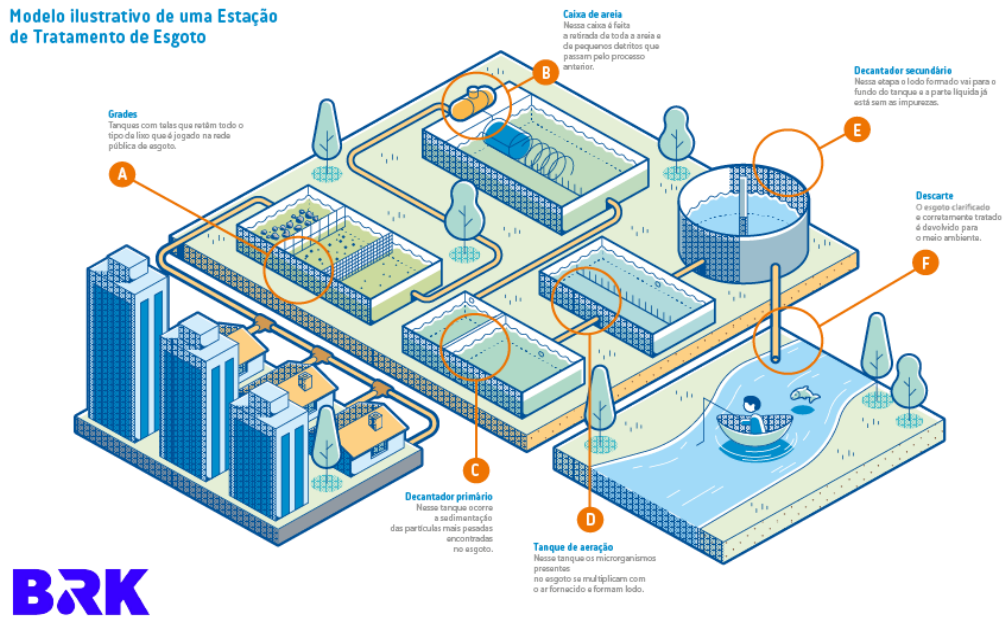 Modelo ilustrativo de uma Estação
de Tratamento de Esgoto
Caixa de areia
Nessa caixa é feita
a retirada de toda a areia e
de pequenos detritos que
passam pelo processo
anterior.
B
Decantador secundário
Nessa etapa o lodo formado vai para o
fundo do tanque e a parte líquida já
está sem as impurezas.
E
Grades
Tanques com telas que retêm todo o
tipo de lixo que é jogado na rede
pública de esgoto.
A
Descarte
O esgoto clarificado
e corretamente tratado
é devolvido para
o meio ambiente.
F
C
Decantador primário
Nesse tanque ocorre
a sedimentação
das partículas mais pesadas
encontradas
no esgoto.
D
Tanque de aeração
Nesse tanque os microrganismos
presentes
no esgoto se multiplicam com
o ar fornecido e formam lodo.
BRK